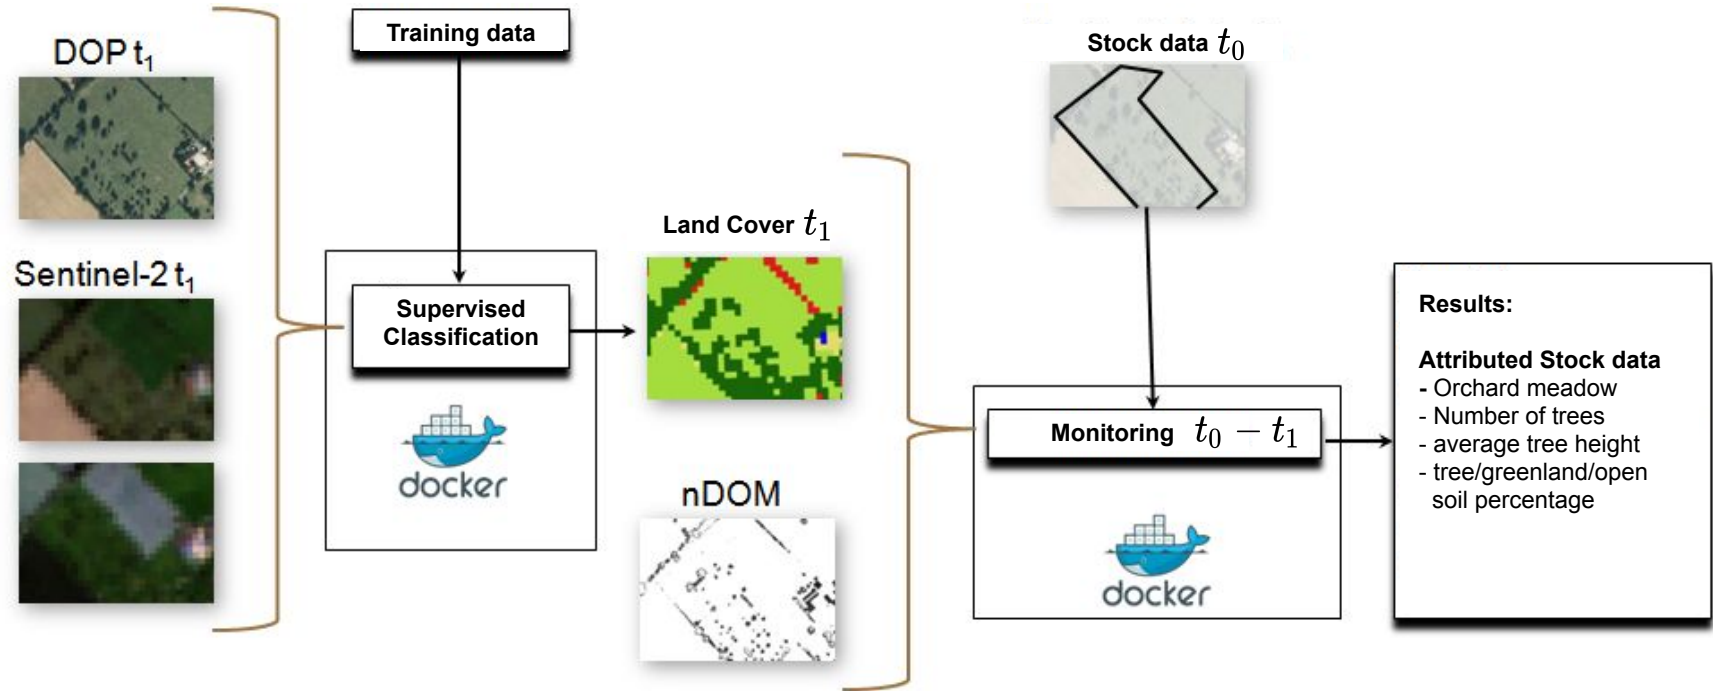 DOP t₁
Sentinel-2 t₁
Training data
Supervised
Classification
docker
Land Cover t₁
nDOM
Stock data t₀
Monitoring t₀ − t₁
docker
Results:
Attributed Stock data
- Orchard meadow
- Number of trees
- average tree height
- tree/greenland/open
soil percentage